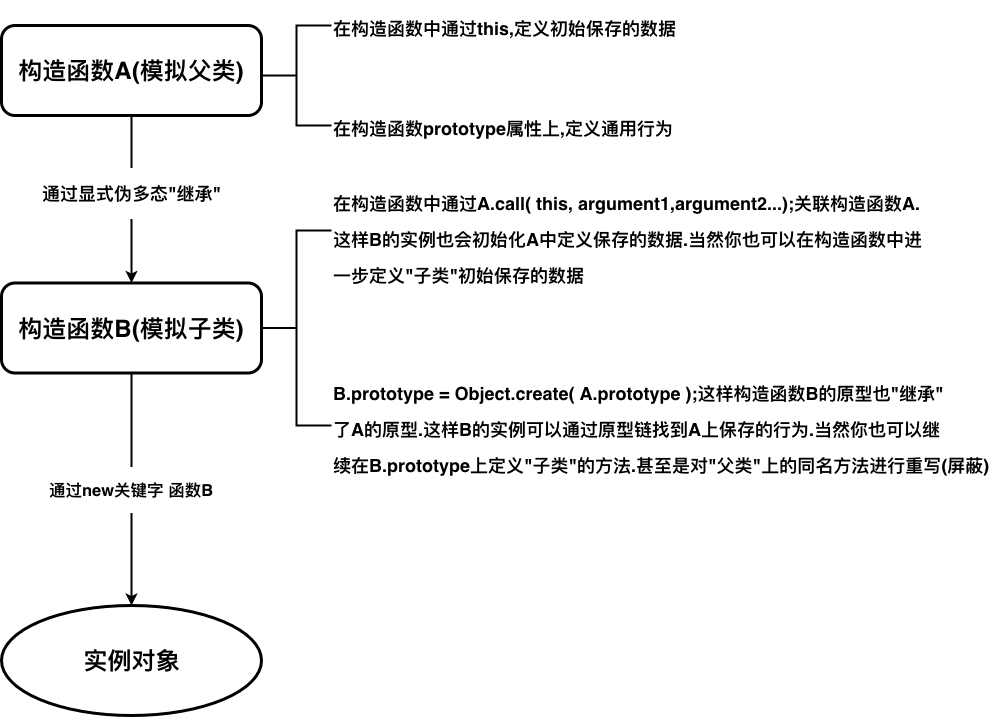 构造函数A(模拟父类)
在构造函数中通过this,定义初始保存的数据
在构造函数prototype属性上,定义通用行为
通过显式伪多态"继承"
构造函数B(模拟子类)
在构造函数中通过A.call( this, argument1,argument2...);关联构造函数A.
这样B的实例也会初始化A中定义保存的数据.当然你也可以在构造函数中进
一步定义"子类"初始保存的数据
B.prototype = Object.create( A.prototype );这样构造函数B的原型也"继承"
了A的原型.这样B的实例可以通过原型链找到A上保存的行为.当然你也可以继
续在B.prototype上定义"子类"的方法.甚至是对"父类"上的同名方法进行重写(屏蔽)
通过new关键字 函数B
实例对象